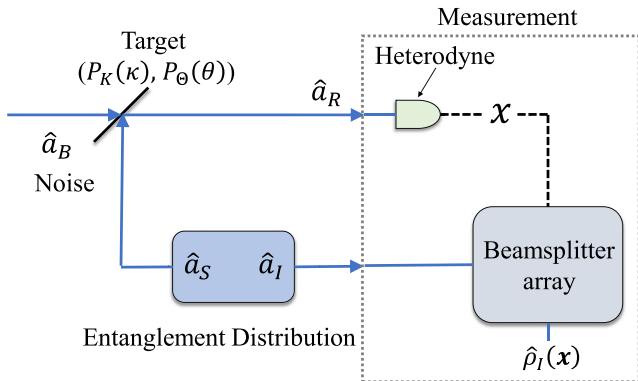 Measurement
Target
(P_K(κ), P_Θ(θ))
Heterodyne
â_R
x
â_B
Noise
â_S
â_I
Beamsplitter
array
Entanglement Distribution
ρ̂_I(x)